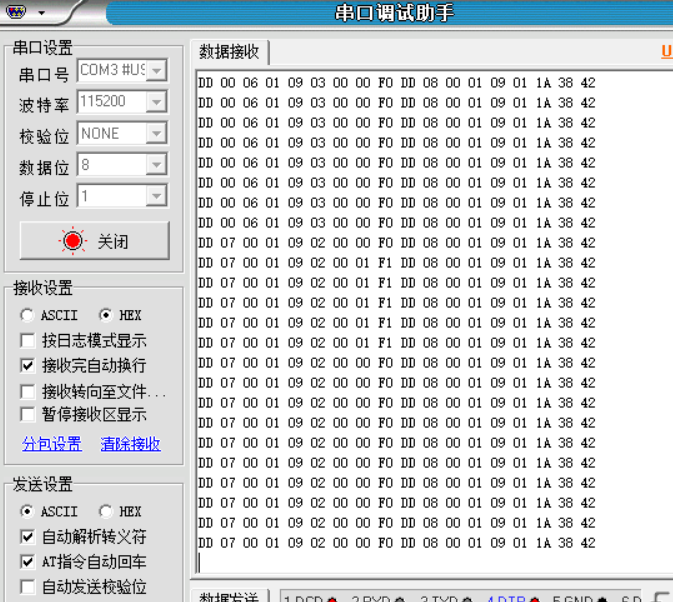 串口调试助手
串口设置
串口号 COM3 #US
波特率 115200
校验位 NONE
数据位 8
停止位 1
关闭
接收设置
ASCII HEX
按日志模式显示
接收完自动换行
接收转向至文件...
暂停接收区显示
分包设置 清除接收
发送设置
ASCII HEX
自动解析转义符
AT指令自动回车
自动发送校验位
数据接收
DD 00 06 01 09 03 00 00 F0 DD 08 00 01 09 01 1A 38 42
DD 00 06 01 09 03 00 00 F0 DD 08 00 01 09 01 1A 38 42
DD 00 06 01 09 03 00 00 F0 DD 08 00 01 09 01 1A 38 42
DD 00 06 01 09 03 00 00 F0 DD 08 00 01 09 01 1A 38 42
DD 00 06 01 09 03 00 00 F0 DD 08 00 01 09 01 1A 38 42
DD 00 06 01 09 03 00 00 F0 DD 08 00 01 09 01 1A 38 42
DD 00 06 01 09 03 00 00 F0 DD 08 00 01 09 01 1A 38 42
DD 00 06 01 09 03 00 00 F0 DD 08 00 01 09 01 1A 38 42
DD 07 00 01 09 02 00 00 F0 DD 08 00 01 09 01 1A 38 42
DD 07 00 01 09 02 00 01 F1 DD 08 00 01 09 01 1A 38 42
DD 07 00 01 09 02 00 01 F1 DD 08 00 01 09 01 1A 38 42
DD 07 00 01 09 02 00 01 F1 DD 08 00 01 09 01 1A 38 42
DD 07 00 01 09 02 00 01 F1 DD 08 00 01 09 01 1A 38 42
DD 07 00 01 09 02 00 01 F1 DD 08 00 01 09 01 1A 38 42
DD 07 00 01 09 02 00 00 F0 DD 08 00 01 09 01 1A 38 42
DD 07 00 01 09 02 00 00 F0 DD 08 00 01 09 01 1A 38 42
DD 07 00 01 09 02 00 00 F0 DD 08 00 01 09 01 1A 38 42
DD 07 00 01 09 02 00 00 F0 DD 08 00 01 09 01 1A 38 42
DD 07 00 01 09 02 00 00 F0 DD 08 00 01 09 01 1A 38 42
DD 07 00 01 09 02 00 00 F0 DD 08 00 01 09 01 1A 38 42
DD 07 00 01 09 02 00 00 F0 DD 08 00 01 09 01 1A 38 42
DD 07 00 01 09 02 00 00 F0 DD 08 00 01 09 01 1A 38 42
DD 07 00 01 09 02 00 00 F0 DD 08 00 01 09 01 1A 38 42
DD 07 00 01 09 02 00 00 F0 DD 08 00 01 09 01 1A 38 42
数据发送 1.DCD 2.RXD 3.TXD 4.DTR 5.GND